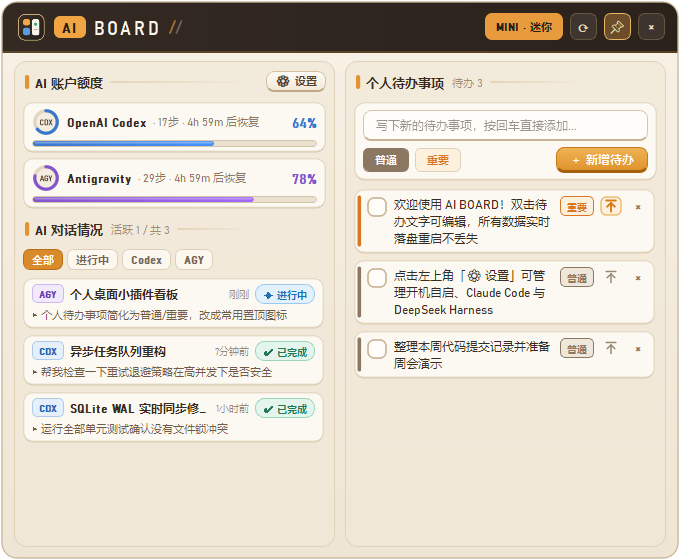 AI BOARD //
MINI · 迷你
AI 账户额度
设置
CDX OpenAI Codex · 17步 · 4h 59m 后恢复 64%
AGY Antigravity · 29步 · 4h 59m 后恢复 78%
AI 对话情况 活跃 1 / 共 3
全部 进行中 Codex AGY
AGY 个人桌面小插件看板 刚刚 进行中
▸ 个人待办事项简化为普通/重要，改成常用置顶图标
CDX 异步任务队列重构 7分钟前 ✔ 已完成
▸ 帮我检查一下重试退避策略在高并发下是否安全
CDX SQLite WAL 实时同步修… 1小时前 ✔ 已完成
▸ 运行全部单元测试确认没有文件锁冲突
个人待办事项 待办 3
写下新的待办事项，按回车直接添加...
普通 重要 + 新增待办
欢迎使用 AI BOARD！双击待
办文字可编辑，所有数据实时
落盘重启不丢失
重要
点击左上角「⚙ 设置」可管
理开机自启、Claude Code 与
DeepSeek Harness
普通
整理本周代码提交记录并准备
周会演示
普通